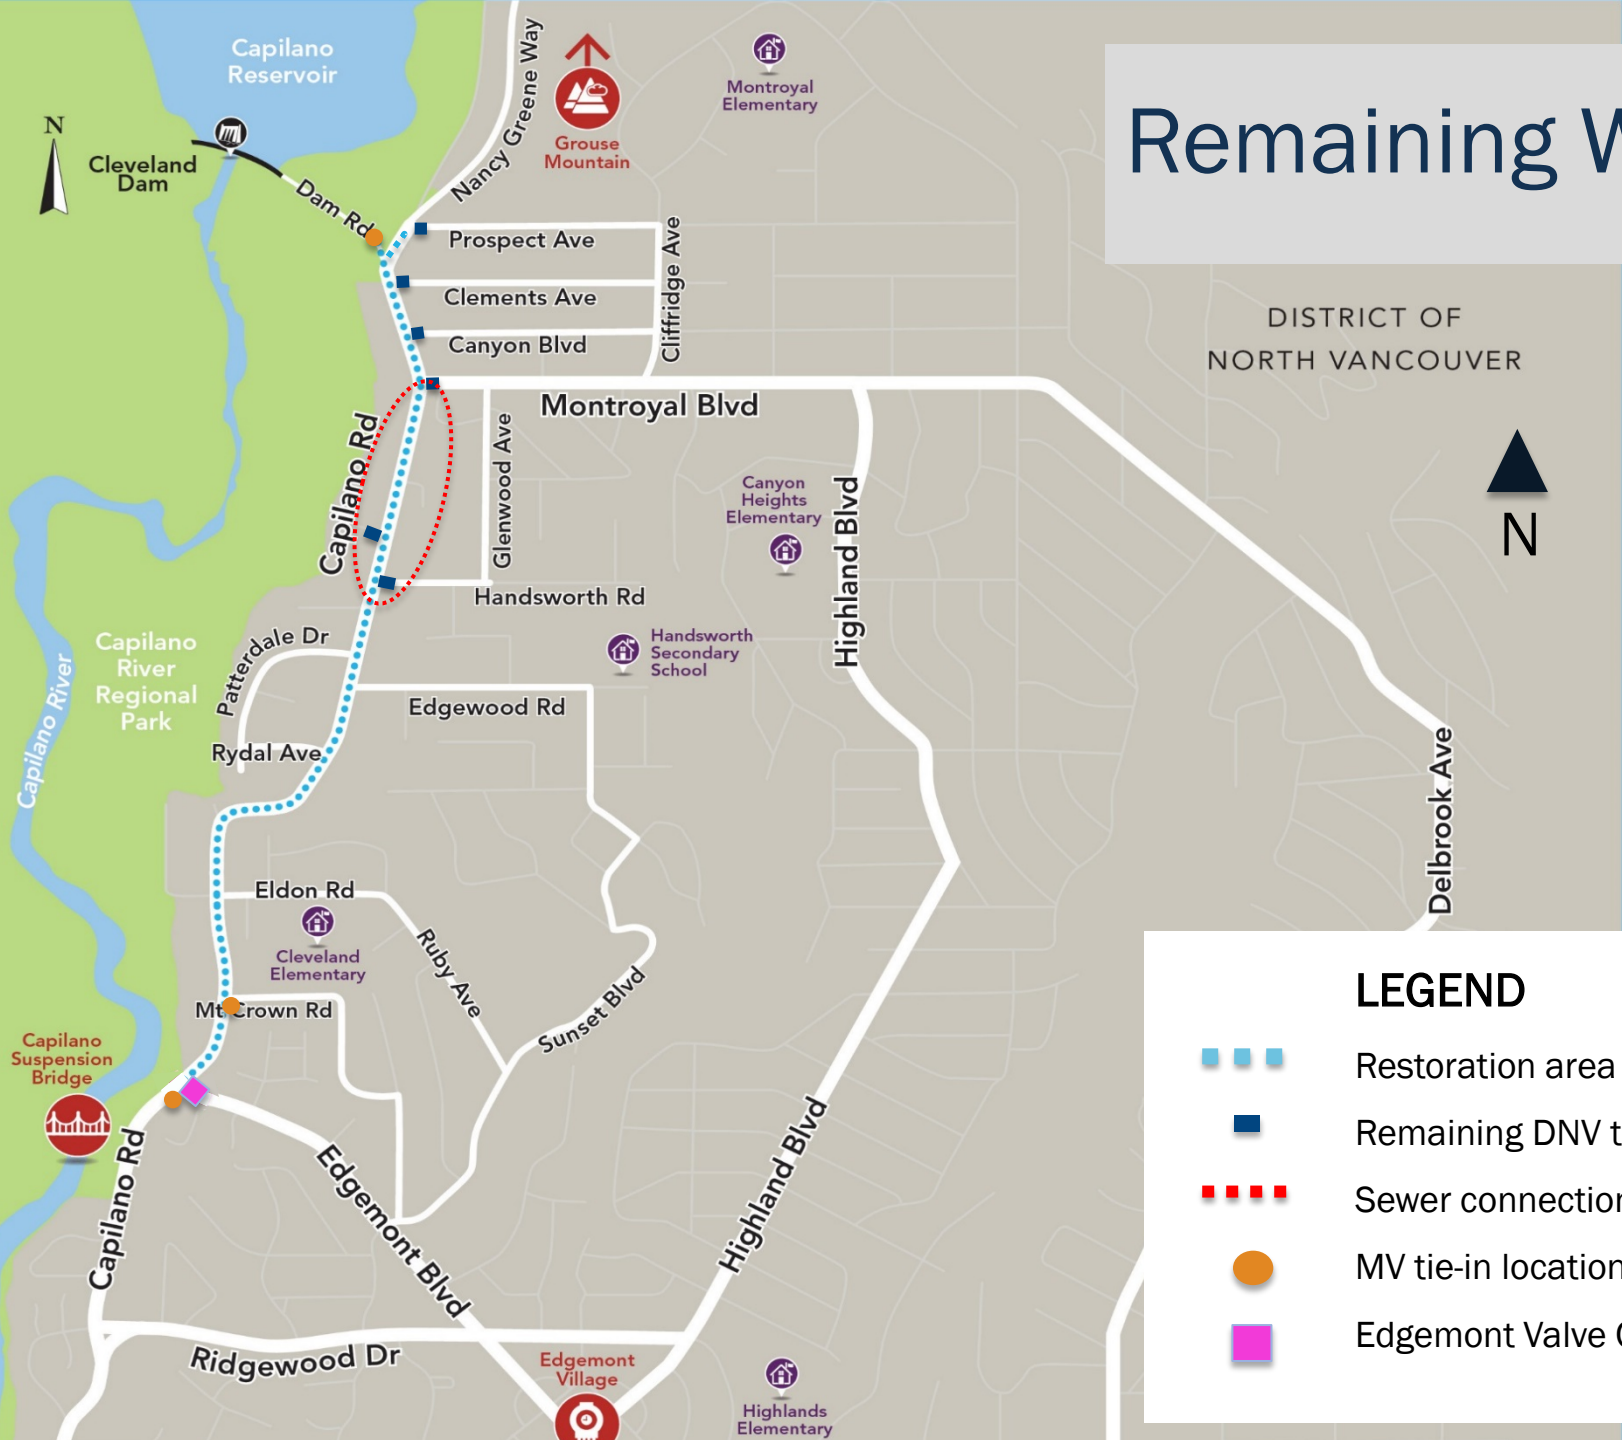 Capilano
Reservoir
N
Cleveland
Dam
Dam Rd
Nancy Greene Way
Grouse
Mountain
Montroyal
Elementary
Remaining
Prospect Ave
Clements Ave
Canyon Blvd
Cliffridge Ave
DISTRICT OF
NORTH VANCOUVER
N
Montroyal Blvd
Capilano Rd
Glenwood Ave
Canyon
Heights
Elementary
Highland Blvd
Handsworth Rd
Handsworth
Secondary
School
Capilano
River
Regional
Park
Capilano River
Patterdale Dr
Edgewood Rd
Rydal Ave
Delbrook Ave
Eldon Rd
Cleveland
Elementary
Ruby Ave
Sunset Blvd
Mt Crown Rd
Capilano
Suspension
Bridge
Capilano Rd
Edgemont Blvd
Highland Blvd
Ridgewood Dr
Edgemont
Village
Highlands
Elementary
LEGEND
Restoration area
Remaining DNV
Sewer connection
MV tie-in location
Edgemont Valve